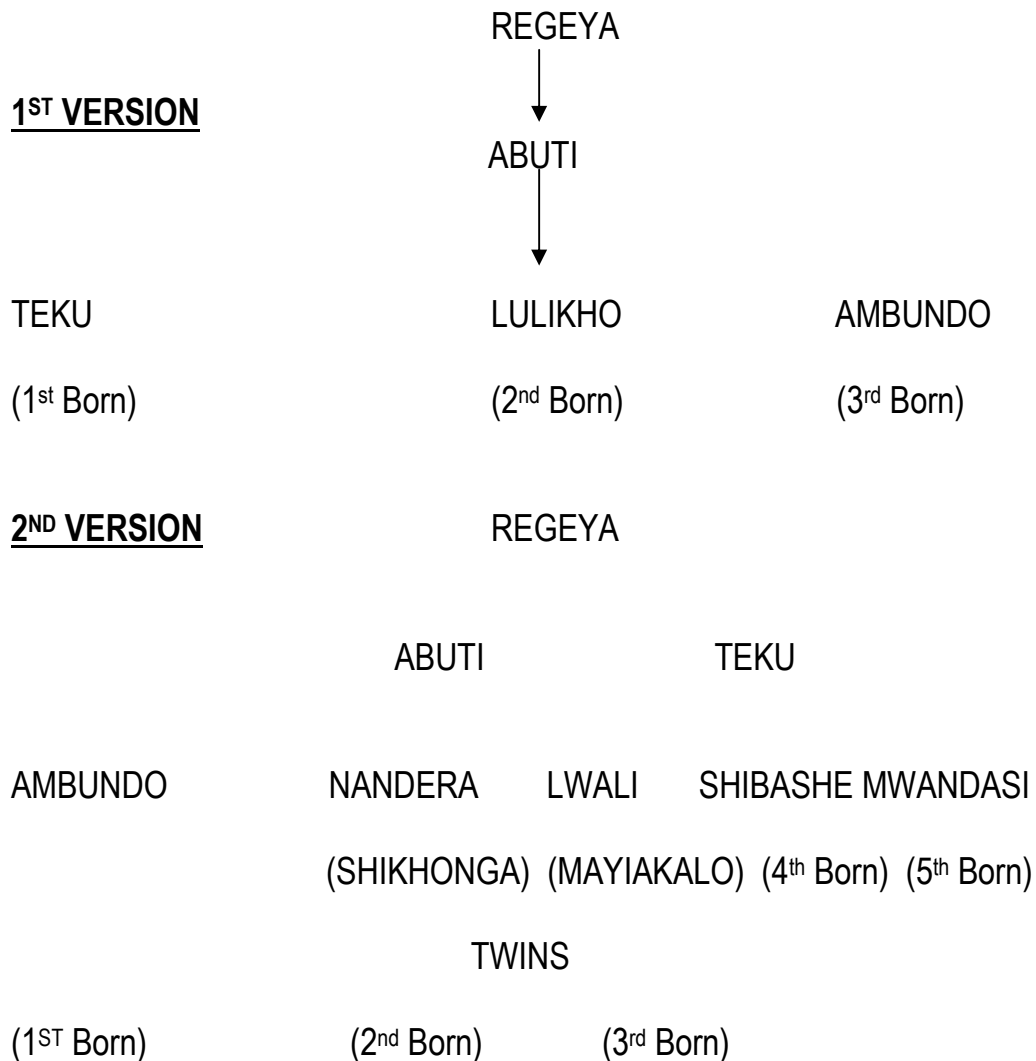 REGEYA
1ST VERSION
ABUTI
TEKU LULIKHO AMBUNDO
(1st Born) (2nd Born) (3rd Born)
2ND VERSION REGEYA
ABUTI TEKU
AMBUNDO NANDERA LWALI SHIBASHE MWANDASI
(SHIKHONGA) (MAYIAKALO) (4th Born) (5th Born)
TWINS
(1ST Born) (2nd Born) (3rd Born)